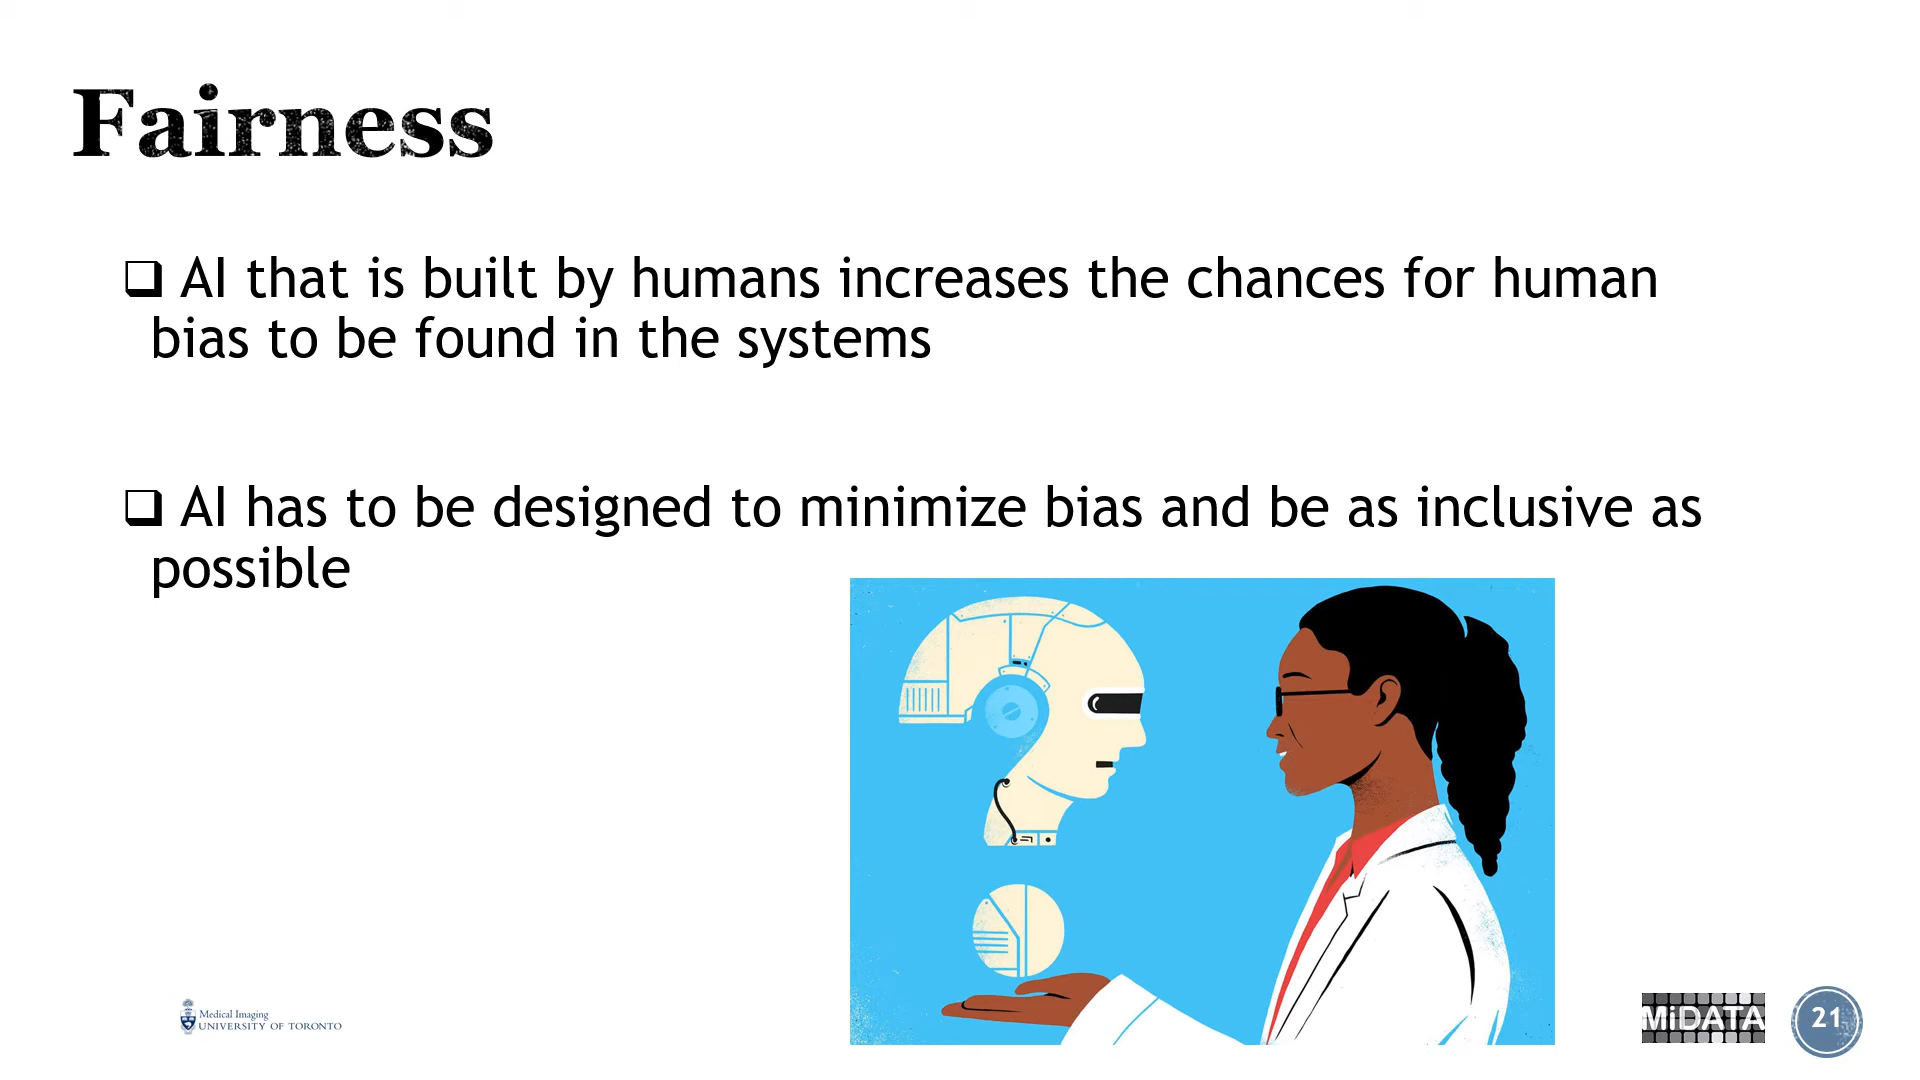 Fairness
AI that is built by humans increases the chances for human
bias to be found in the systems
AI has to be designed to minimize bias and be as inclusive as
possible
Medical Imaging
UNIVERSITY OF TORONTO
MiDATA
21